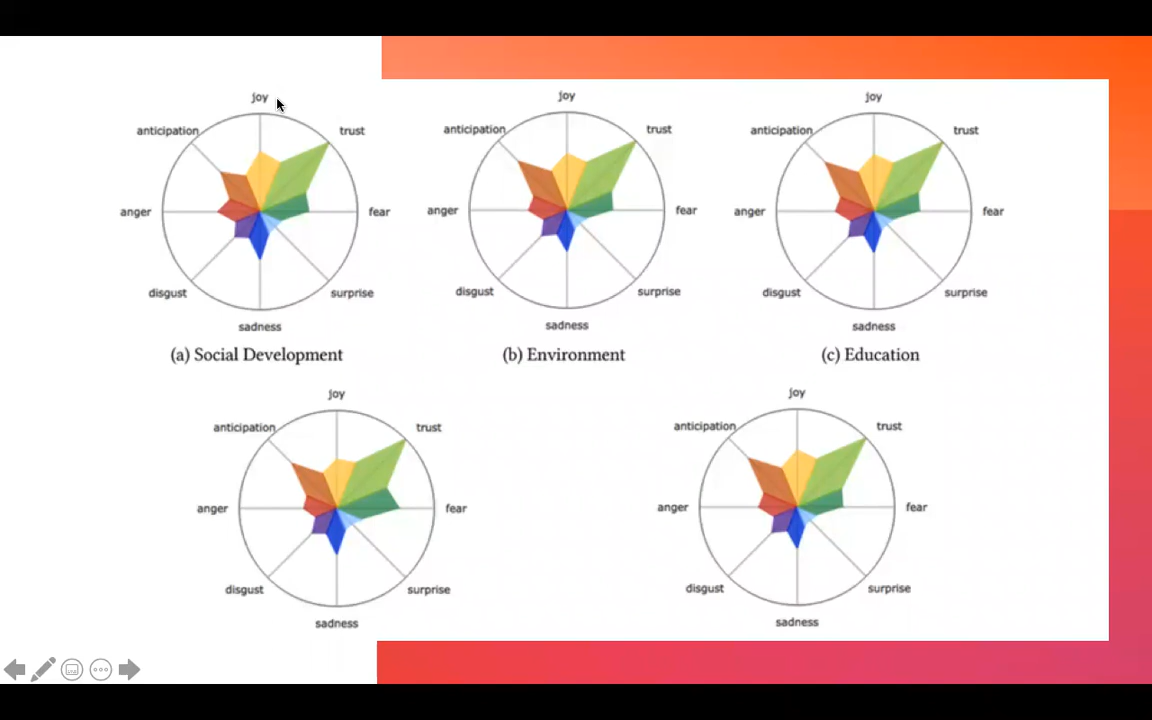 joy
anticipation
trust
anger
fear
disgust
surprise
sadness
(a) Social Development
joy
anticipation
trust
anger
fear
disgust
surprise
sadness
(b) Environment
joy
anticipation
trust
anger
fear
disgust
surprise
sadness
(c) Education
joy
anticipation
trust
anger
fear
disgust
surprise
sadness
joy
anticipation
trust
anger
fear
disgust
surprise
sadness